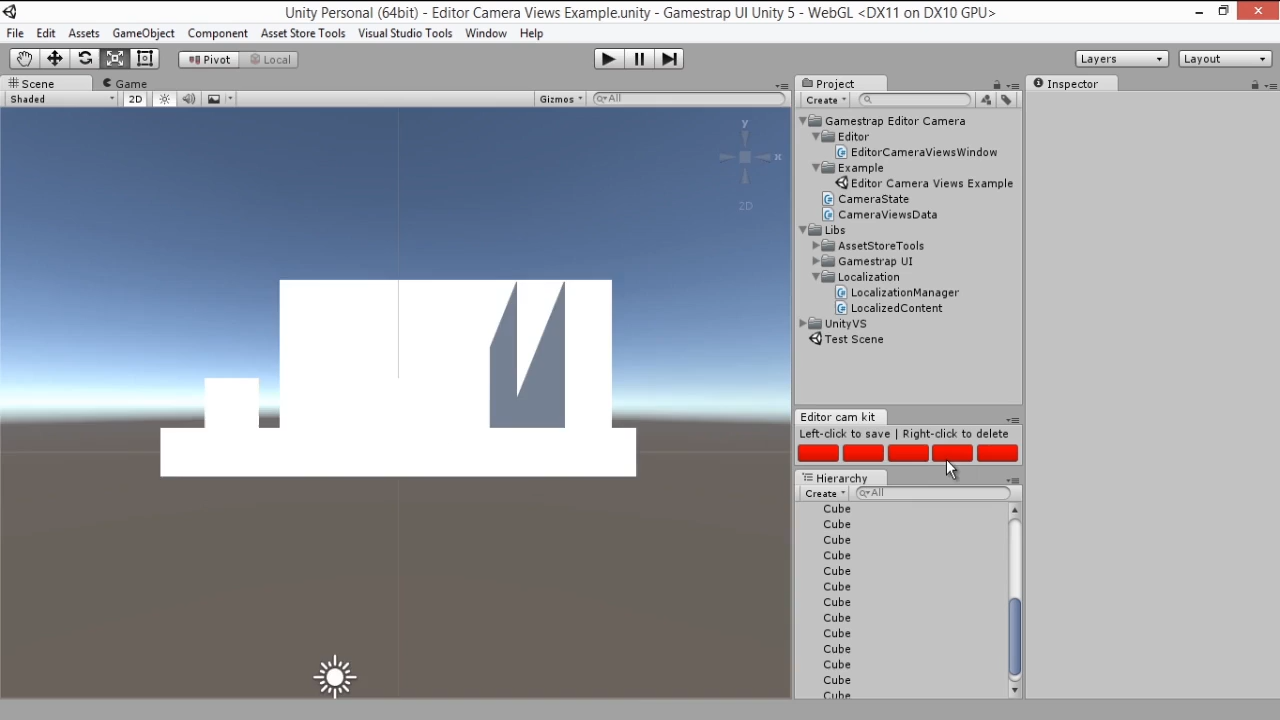 Unity Personal (64bit) - Editor Camera Views Example.unity - Gamestrap UI Unity 5 - WebGL <DX11 on DX10 GPU>
File Edit Assets GameObject Component Asset Store Tools Visual Studio Tools Window Help
Pivot Local Layers Layout
Scene Game
Shaded 2D Gizmos All
y
x
2D
Project
Create
Gamestrap Editor Camera
Editor
EditorCameraViewsWindow
Example
Editor Camera Views Example
CameraState
CameraViewsData
Libs
AssetStoreTools
Gamestrap UI
Localization
LocalizationManager
LocalizedContent
UnityVS
Test Scene
Editor cam kit
Left-click to save | Right-click to delete
Hierarchy
Create All
Cube
Cube
Cube
Cube
Cube
Cube
Cube
Cube
Cube
Cube
Cube
Cube
Cube
Inspector